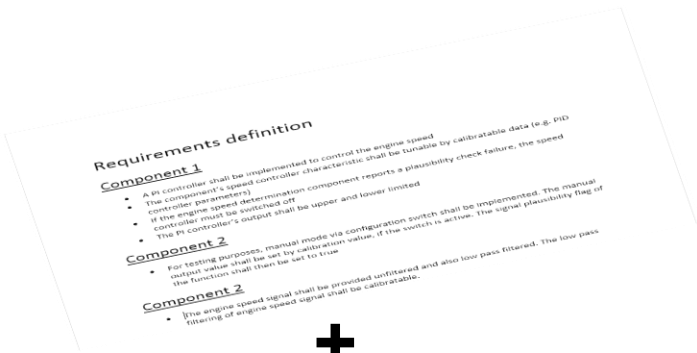 Requirements definition
Component 1
• A PI controller shall be implemented to control the engine speed
• The component's speed controller characteristic shall be tunable by calibratable data (e.g. PID
controller parameters)
• If the engine speed determination component reports a plausibility check failure, the speed
controller must be switched off
• The PI controller's output shall be upper and lower limited
Component 2
• For testing purposes, manual mode via configuration switch shall be implemented. The manual
output value shall be set by calibration value, if the switch is active. The signal plausibility flag of
the function shall then be set to true
Component 2
• The engine speed signal shall be provided unfiltered and also low pass filtered. The low pass
filtering of engine speed signal shall be calibratable.